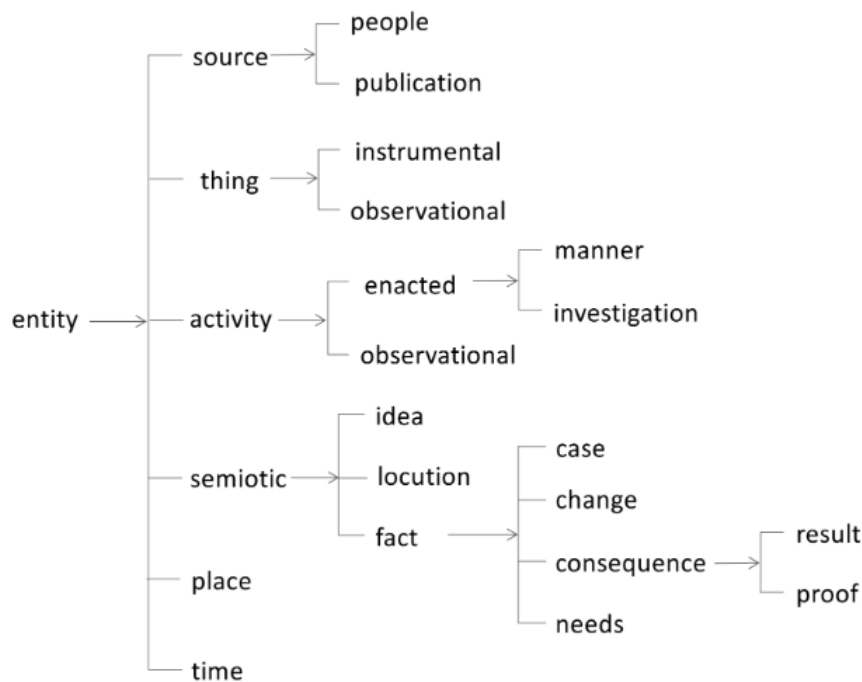 people
source
publication
instrumental
thing
observational
manner
enacted
entity
activity
investigation
observational
idea
case
semiotic
locution
change
fact
result
consequence
place
proof
needs
time